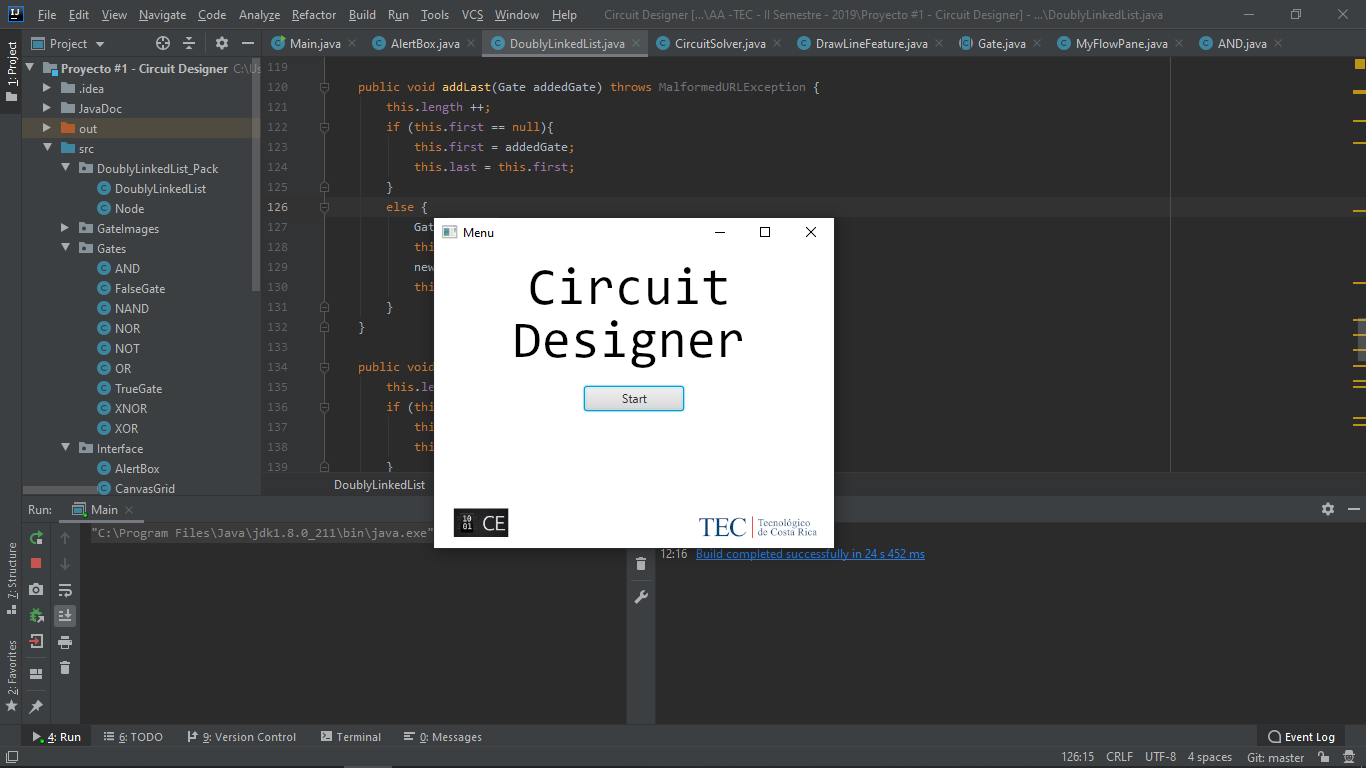 File Edit View Navigate Code Analyze Refactor Build Run Tools VCS Window Help Circuit Designer [...\AA -TEC - II Semestre - 2019\Proyecto #1 - Circuit Designer] - ...\DoublyLinkedList.java
Project
Main.java AlertBox.java DoublyLinkedList.java CircuitSolver.java DrawLineFeature.java Gate.java MyFlowPane.java AND.java
1: Project
Proyecto #1 - Circuit Designer C:\Us
.idea
JavaDoc
out
src
DoublyLinkedList_Pack
DoublyLinkedList
Node
GateImages
Gates
AND
FalseGate
NAND
NOR
NOT
OR
TrueGate
XNOR
XOR
Interface
AlertBox
CanvasGrid
119
120 public void addLast(Gate addedGate) throws MalformedURLException {
121 this.length ++;
122 if (this.first == null){
123 this.first = addedGate;
124 this.last = this.first;
125 }
126 else {
127 Gat
128 thi
129 new
130 thi
131 }
132 }
133
134 public void
135 this.le
136 if (thi
137 thi
138 thi
139 }
DoublyLinkedList
Menu
Circuit
Designer
Start
10
01 CE
TEC Tecnológico
de Costa Rica
Run: Main
"C:\Program Files\Java\jdk1.8.0_211\bin\java.exe"
12:16 Build completed successfully in 24 s 452 ms
7: Structure
2: Favorites
4: Run 6: TODO 9: Version Control Terminal 0: Messages Event Log
126:15 CRLF UTF-8 4 spaces Git: master